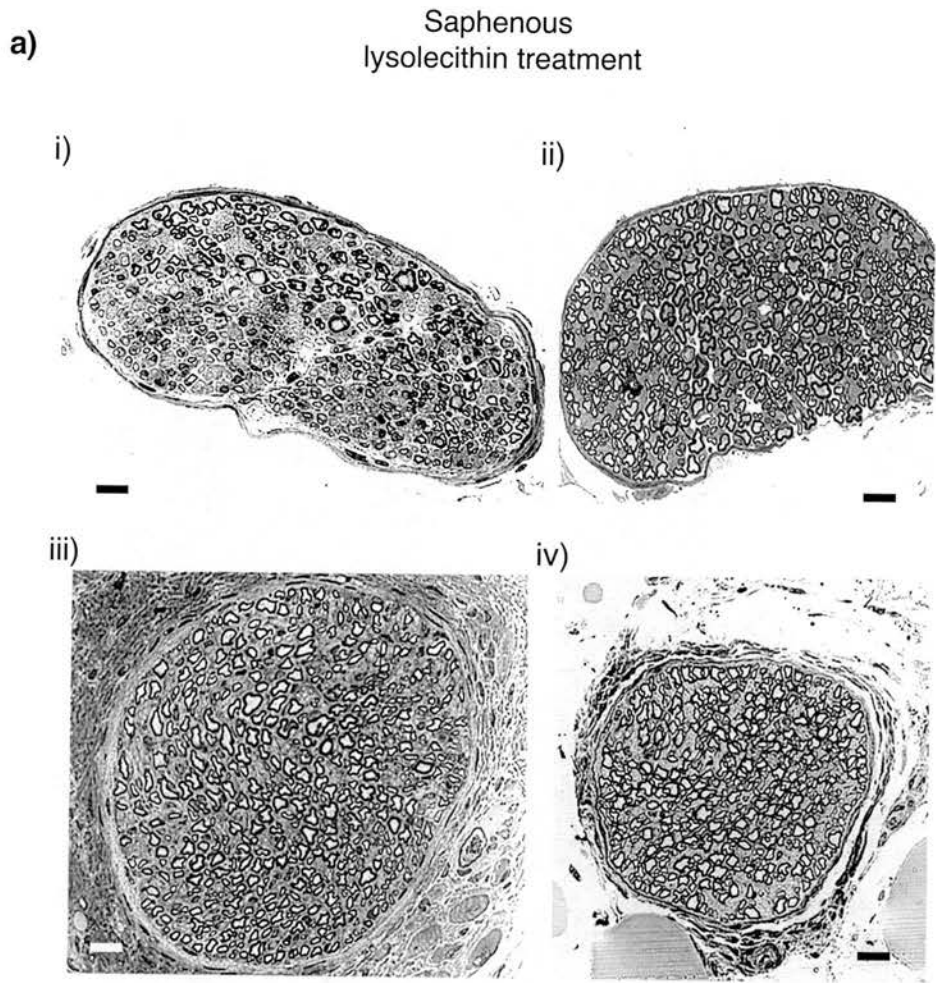 a)
Saphenous
lysolecithin treatment
i)
ii)
iii)
iv)